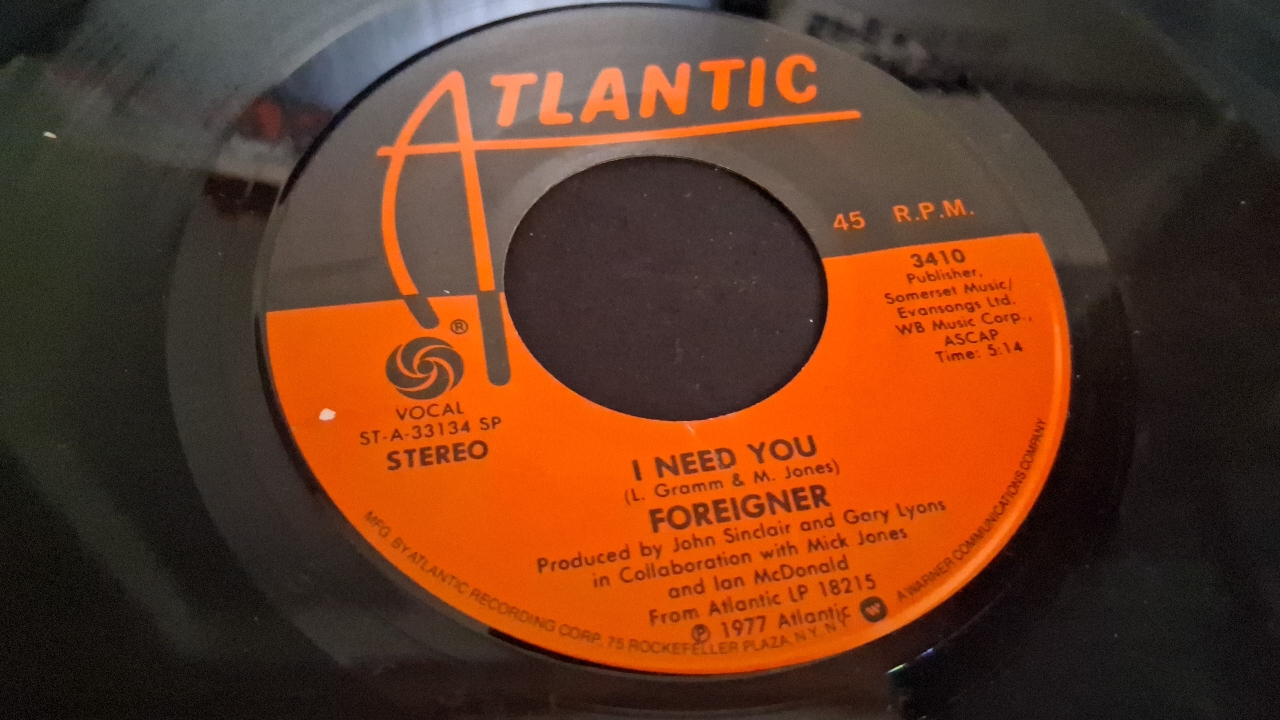 ATLANTIC
45 R.P.M.
3410
Publisher,
Somerset Music/
Evansongs Ltd.
WB Music Corp.,
ASCAP
Time: 5:14
®
VOCAL
ST-A-33134 SP
STEREO
I NEED YOU
(L. Gramm & M. Jones)
FOREIGNER
Produced by John Sinclair and Gary Lyons
in Collaboration with Mick Jones
and Ian McDonald
From Atlantic LP 18215
℗ 1977 Atlantic
MFG. BY ATLANTIC RECORDING CORP. 75 ROCKEFELLER PLAZA, N.Y. N.Y. W A WARNER COMMUNICATIONS COMPANY